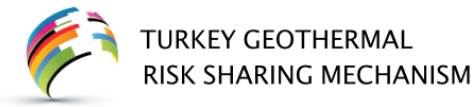 TURKEY GEOTHERMAL
RISK SHARING MECHANISM